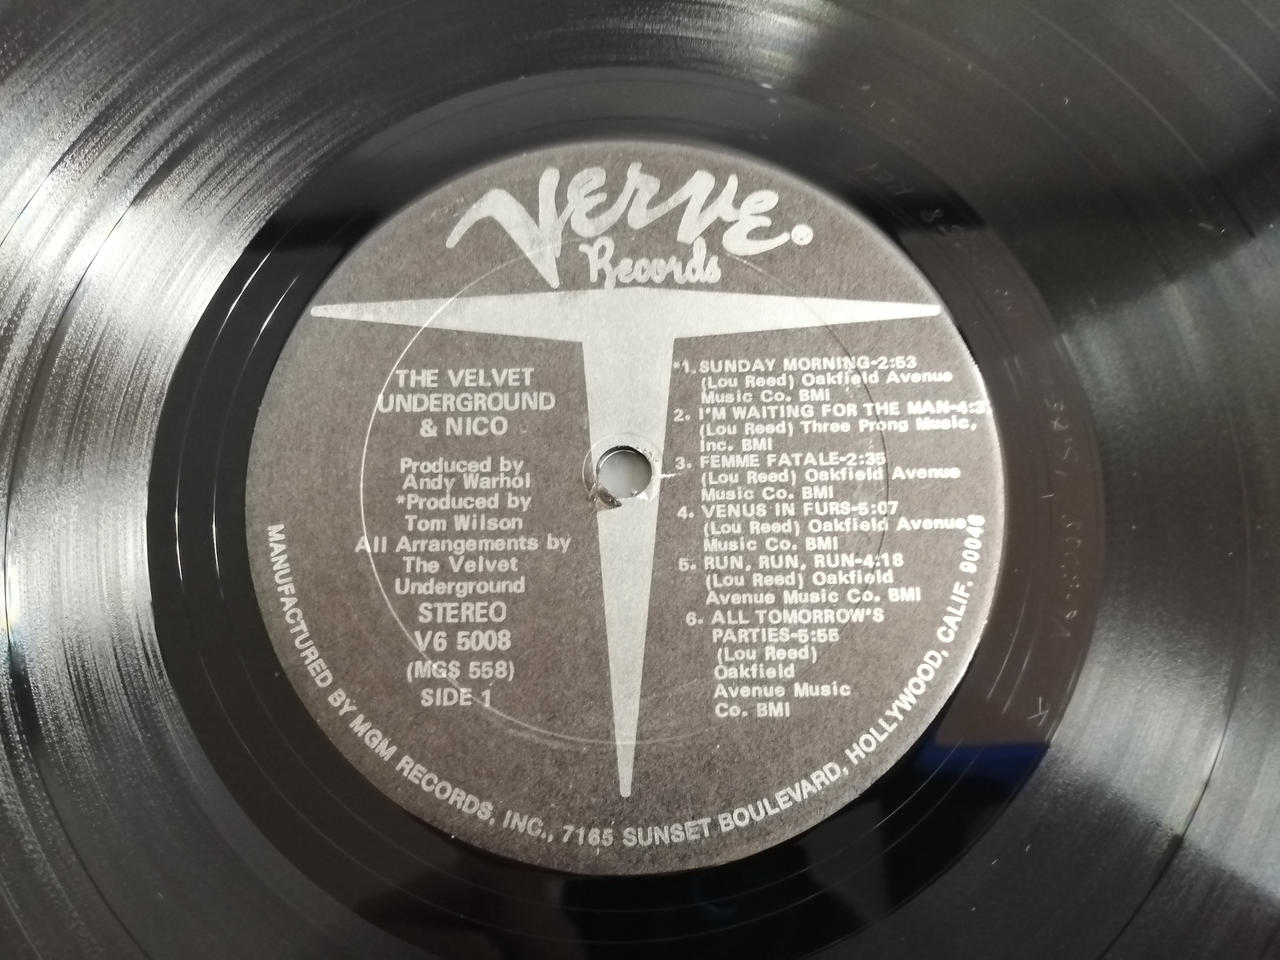 Verve
Records
THE VELVET
UNDERGROUND
& NICO
Produced by
Andy Warhol
*Produced by
Tom Wilson
All Arrangements by
The Velvet
Underground
STEREO
V6 5008
(MGS 558)
SIDE 1
*1. SUNDAY MORNING-2:53
(Lou Reed) Oakfield Avenue
Music Co. BMI
2. I'M WAITING FOR THE MAN-4:3
(Lou Reed) Three Prong Music,
Inc. BMI
3. FEMME FATALE-2:35
(Lou Reed) Oakfield Avenue
Music Co. BMI
4. VENUS IN FURS-5:07
(Lou Reed) Oakfield Avenue
Music Co. BMI
5. RUN, RUN, RUN-4:18
(Lou Reed) Oakfield
Avenue Music Co. BMI
6. ALL TOMORROW'S
PARTIES-5:55
(Lou Reed)
Oakfield
Avenue Music
Co. BMI
MANUFACTURED BY MGM RECORDS, INC., 7165 SUNSET BOULEVARD, HOLLYWOOD, CALIF. 90046